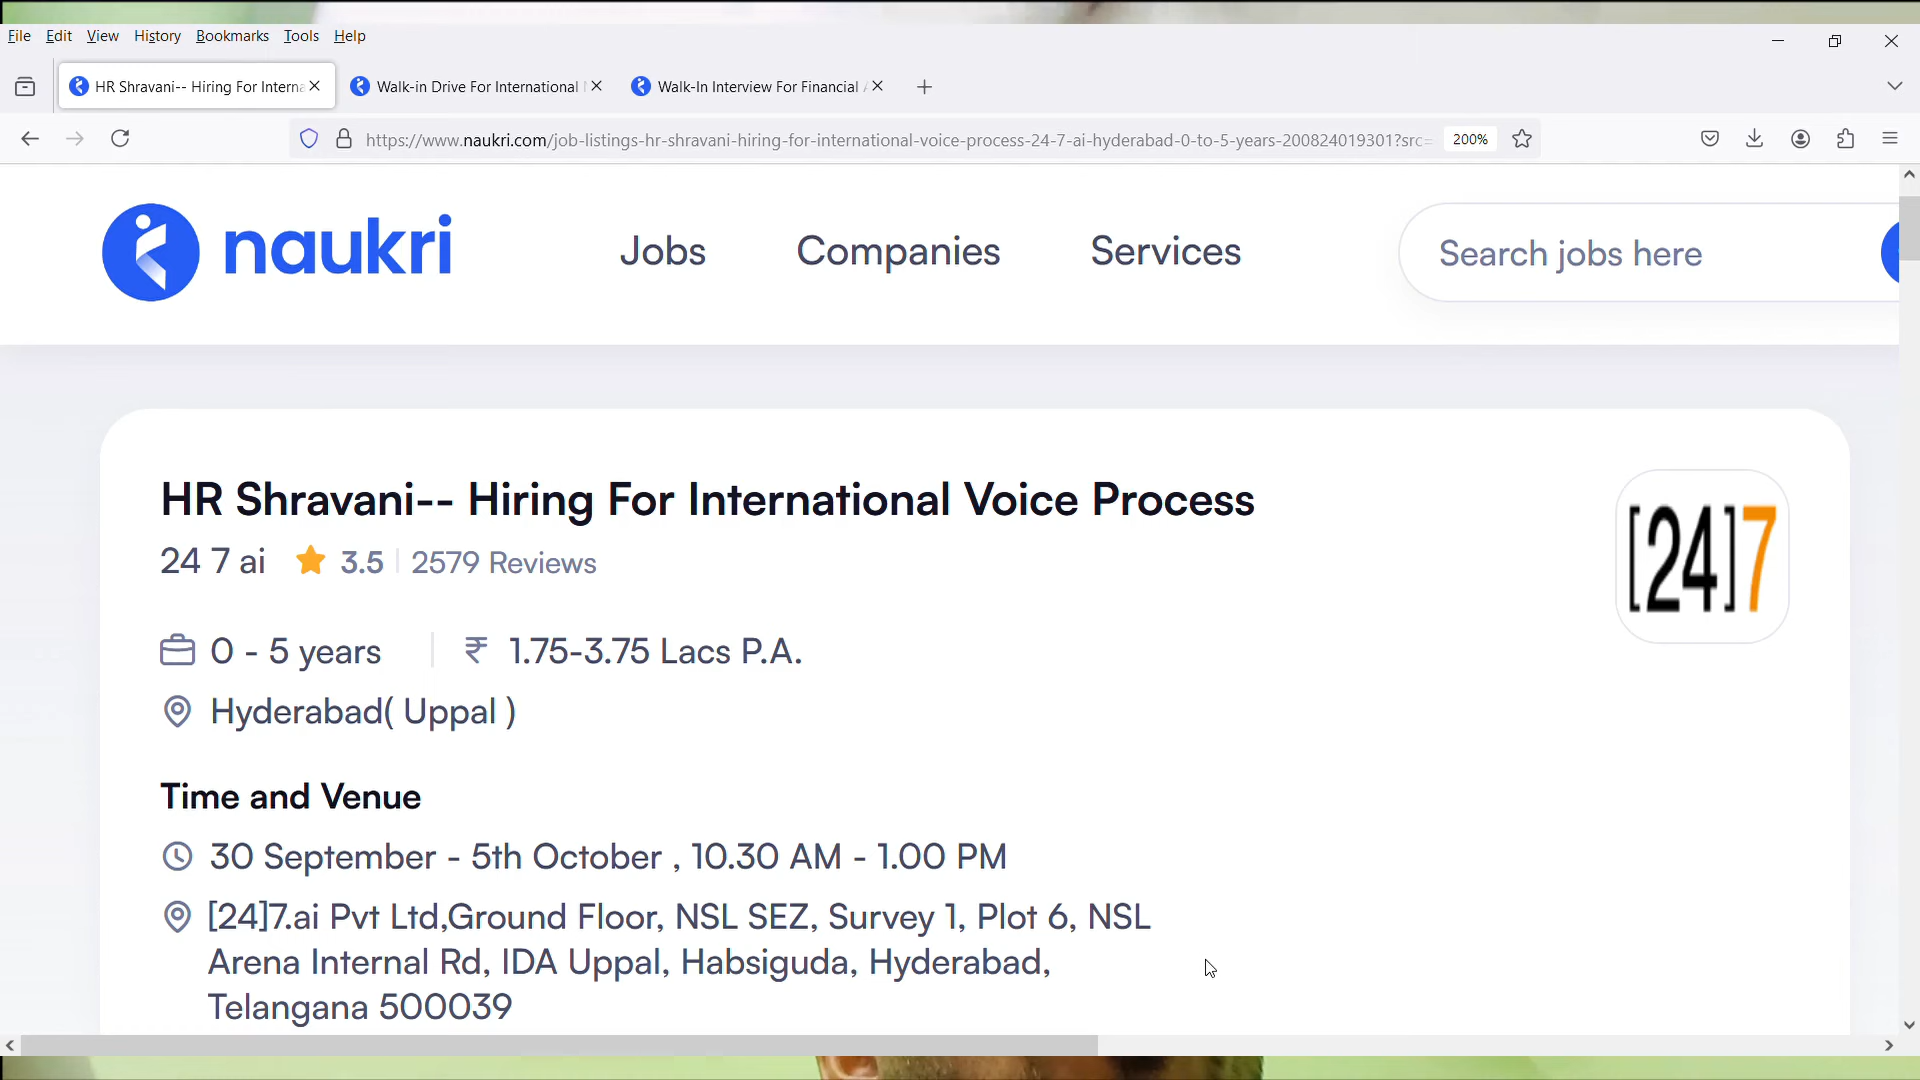 File Edit View History Bookmarks Tools Help
HR Shravani-- Hiring For Interna Walk-in Drive For International Walk-In Interview For Financial
https://www.naukri.com/job-listings-hr-shravani-hiring-for-international-voice-process-24-7-ai-hyderabad-0-to-5-years-200824019301?src= 200%
naukri Jobs Companies Services Search jobs here
HR Shravani-- Hiring For International Voice Process
[24]7
24 7 ai 3.5 2579 Reviews
0 - 5 years ₹ 1.75-3.75 Lacs P.A.
Hyderabad( Uppal )
Time and Venue
30 September - 5th October , 10.30 AM - 1.00 PM
[24]7.ai Pvt Ltd,Ground Floor, NSL SEZ, Survey 1, Plot 6, NSL
Arena Internal Rd, IDA Uppal, Habsiguda, Hyderabad,
Telangana 500039